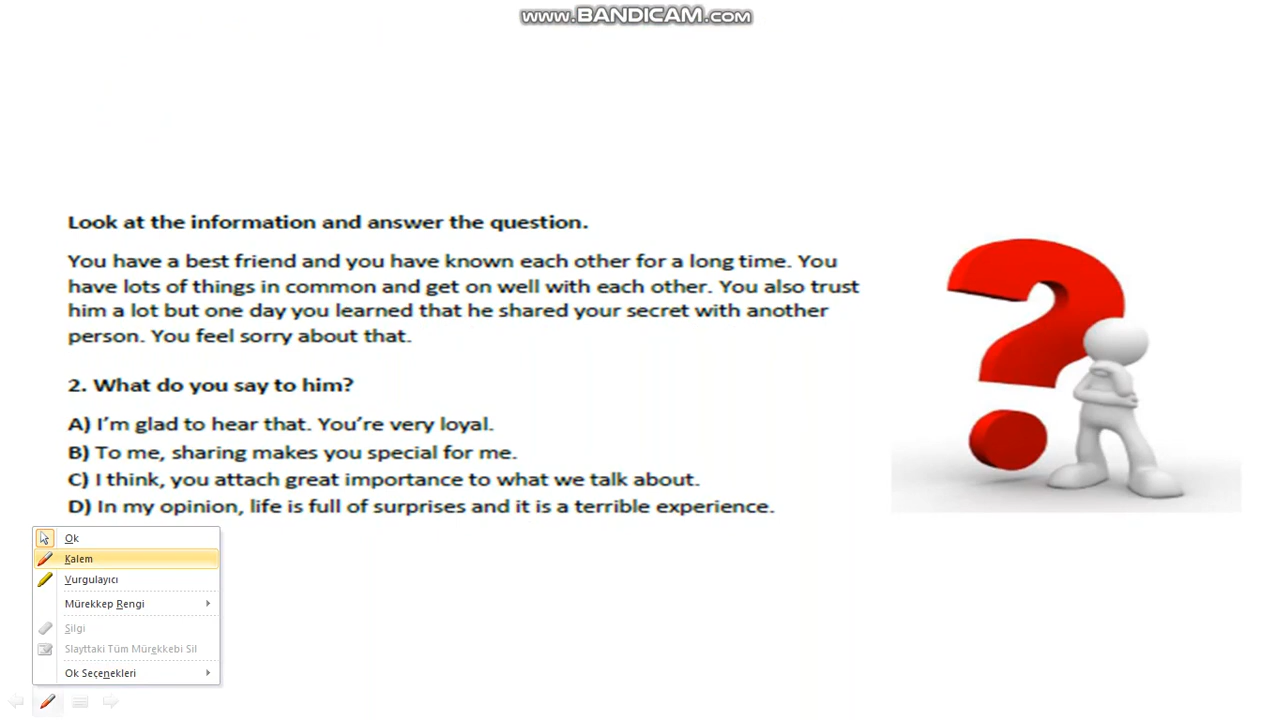 www.BANDICAM.com
Look at the information and answer the question.
You have a best friend and you have known each other for a long time. You
have lots of things in common and get on well with each other. You also trust
him a lot but one day you learned that he shared your secret with another
person. You feel sorry about that.
2. What do you say to him?
A) I'm glad to hear that. You're very loyal.
B) To me, sharing makes you special for me.
C) I think, you attach great importance to what we talk about.
D) In my opinion, life is full of surprises and it is a terrible experience.
Ok
Kalem
Vurgulayıcı
Mürekkep Rengi
Silgi
Slayttaki Tüm Mürekkebi Sil
Ok Seçenekleri